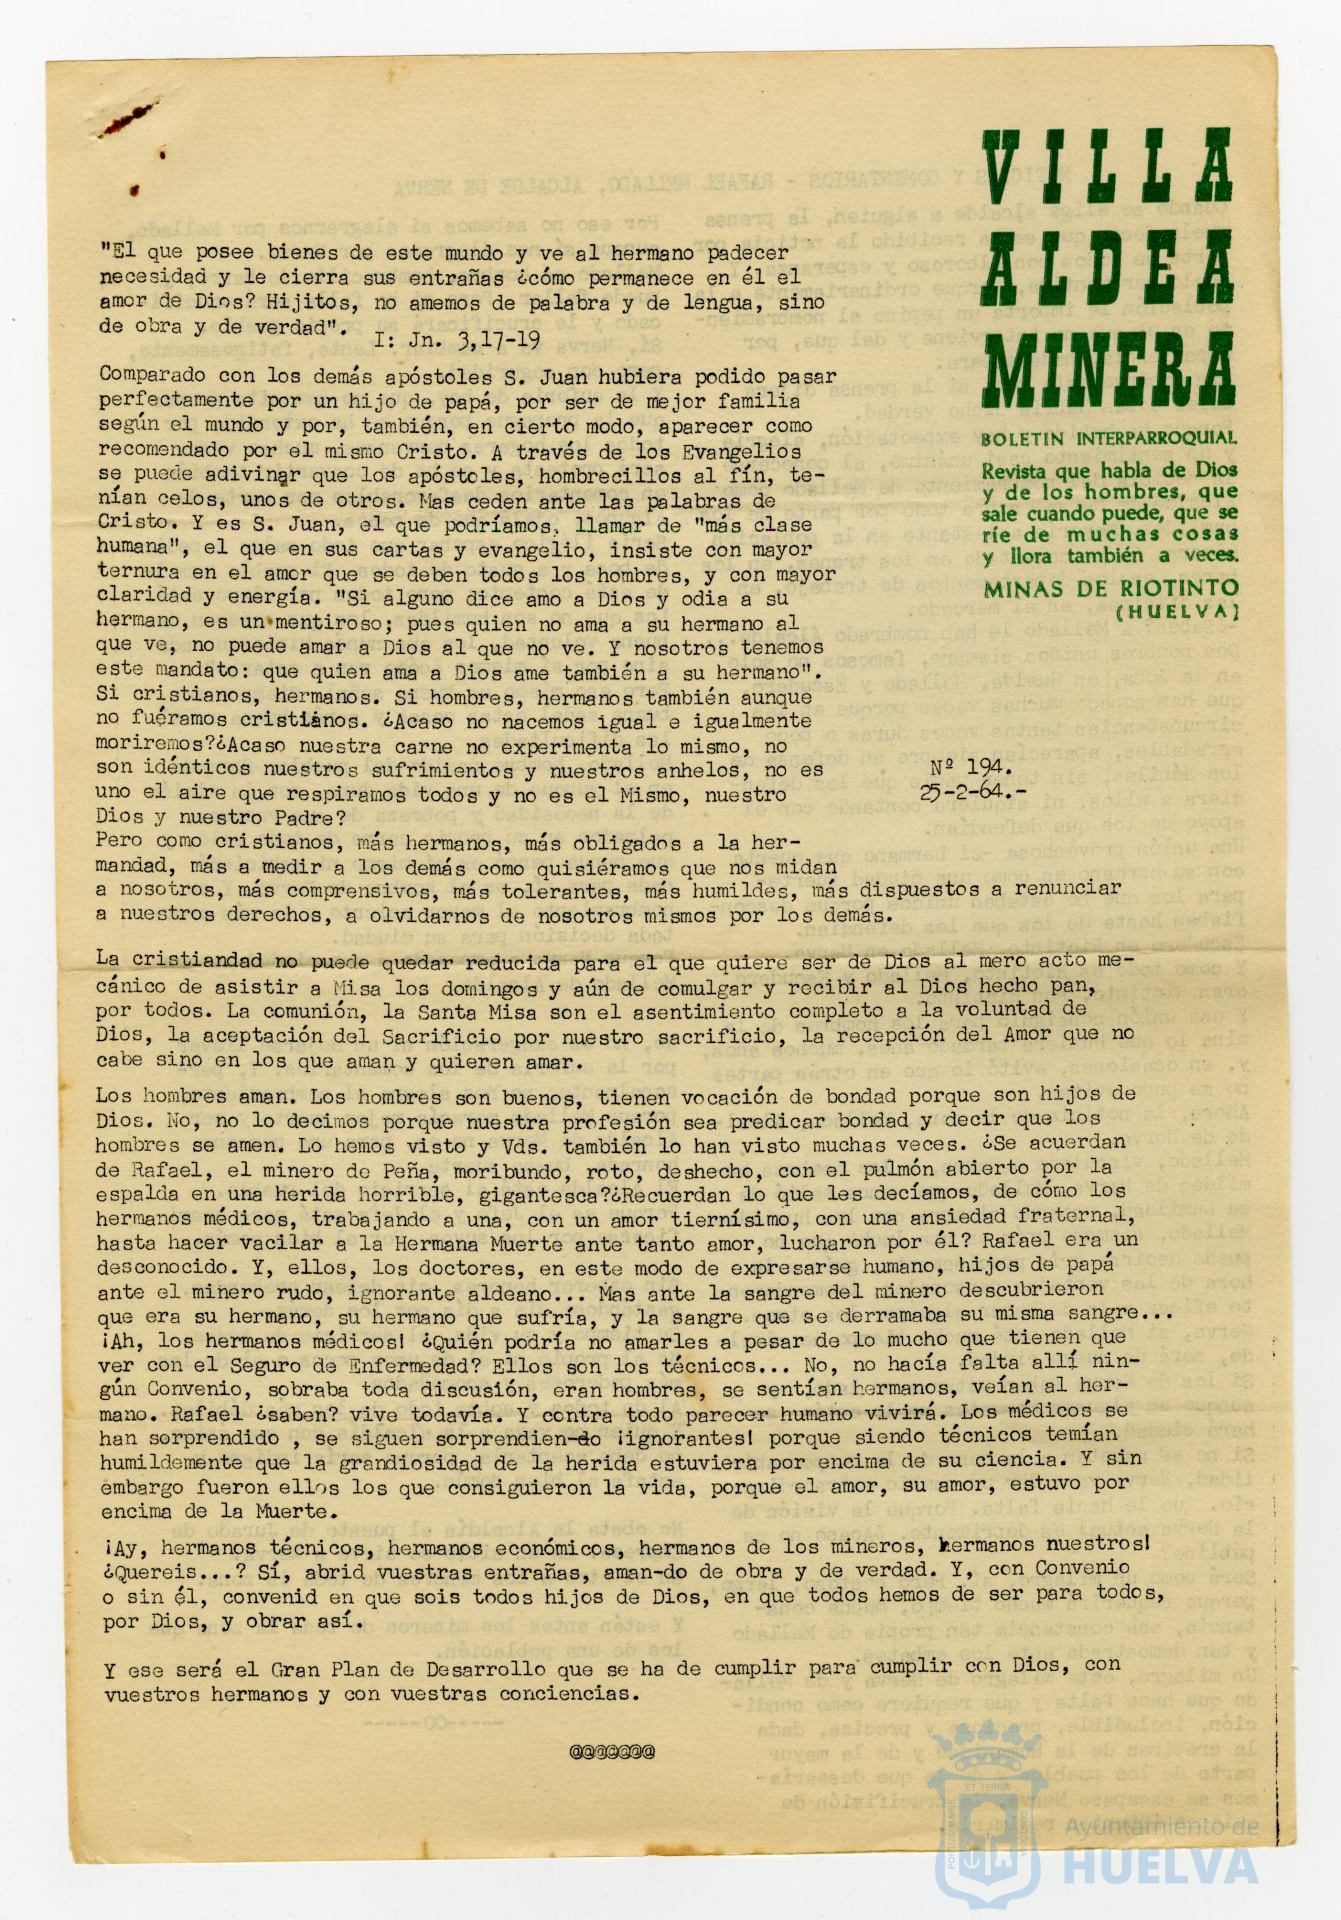 VILLA
ALDEA
MINERA
BOLETIN INTERPARROQUIAL
Revista que habla de Dios
y de los hombres, que
sale cuando puede, que se
ríe de muchas cosas
y llora también a veces.
MINAS DE RIOTINTO
(HUELVA)
Nº 194.
25-2-64.-
"El que posee bienes de este mundo y ve al hermano padecer
necesidad y le cierra sus entrañas ¿cómo permanece en él el
amor de Dios? Hijitos, no amemos de palabra y de lengua, sino
de obra y de verdad".
I: Jn. 3,17-19
Comparado con los demás apóstoles S. Juan hubiera podido pasar
perfectamente por un hijo de papá, por ser de mejor familia
según el mundo y por, también, en cierto modo, aparecer como
recomendado por el mismo Cristo. A través de los Evangelios
se puede adivinar que los apóstoles, hombrecillos al fín, te-
nían celos, unos de otros. Mas ceden ante las palabras de
Cristo. Y es S. Juan, el que podríamos, llamar de "más clase
humana", el que en sus cartas y evangelio, insiste con mayor
ternura en el amor que se deben todos los hombres, y con mayor
claridad y energía. "Si alguno dice amo a Dios y odia a su
hermano, es un mentiroso; pues quien no ama a su hermano al
que ve, no puede amar a Dios al que no ve. Y nosotros tenemos
este mandato: que quien ama a Dios ame también a su hermano".
Si cristianos, hermanos. Si hombres, hermanos también aunque
no fuéramos cristianos. ¿Acaso no nacemos igual e igualmente
moriremos?¿Acaso nuestra carne no experimenta lo mismo, no
son idénticos nuestros sufrimientos y nuestros anhelos, no es
uno el aire que respiramos todos y no es el Mismo, nuestro
Dios y nuestro Padre?
Pero como cristianos, más hermanos, más obligados a la her-
mandad, más a medir a los demás como quisiéramos que nos midan
a nosotros, más comprensivos, más tolerantes, más humildes, más dispuestos a renunciar
a nuestros derechos, a olvidarnos de nosotros mismos por los demás.
La cristiandad no puede quedar reducida para el que quiere ser de Dios al mero acto me-
cánico de asistir a Misa los domingos y aún de comulgar y recibir al Dios hecho pan,
por todos. La comunión, la Santa Misa son el asentimiento completo a la voluntad de
Dios, la aceptación del Sacrificio por nuestro sacrificio, la recepción del Amor que no
cabe sino en los que aman y quieren amar.
Los hombres aman. Los hombres son buenos, tienen vocación de bondad porque son hijos de
Dios. No, no lo decimos porque nuestra profesión sea predicar bondad y decir que los
hombres se amen. Lo hemos visto y Vds. también lo han visto muchas veces. ¿Se acuerdan
de Rafael, el minero de Peña, moribundo, roto, deshecho, con el pulmón abierto por la
espalda en una herida horrible, gigantesca?¿Recuerdan lo que les decíamos, de cómo los
hermanos médicos, trabajando a una, con un amor tiernísimo, con una ansiedad fraternal,
hasta hacer vacilar a la Hermana Muerte ante tanto amor, lucharon por él? Rafael era un
desconocido. Y, ellos, los doctores, en este modo de expresarse humano, hijos de papá
ante el minero rudo, ignorante aldeano... Mas ante la sangre del minero descubrieron
que era su hermano, su hermano que sufría, y la sangre que se derramaba su misma sangre...
¡Ah, los hermanos médicos! ¿Quién podría no amarles a pesar de lo mucho que tienen que
ver con el Seguro de Enfermedad? Ellos son los técnicos... No, no hacía falta allí nin-
gún Convenio, sobraba toda discusión, eran hombres, se sentían hermanos, veían al her-
mano. Rafael ¿saben? vive todavía. Y contra todo parecer humano vivirá. Los médicos se
han sorprendido , se siguen sorprendien-do ¡ignorantes! porque siendo técnicos temían
humildemente que la grandiosidad de la herida estuviera por encima de su ciencia. Y sin
embargo fueron ellos los que consiguieron la vida, porque el amor, su amor, estuvo por
encima de la Muerte.
¡Ay, hermanos técnicos, hermanos económicos, hermanos de los mineros, hermanos nuestros!
¿Quereis...? Sí, abrid vuestras entrañas, aman-do de obra y de verdad. Y, con Convenio
o sin él, convenid en que sois todos hijos de Dios, en que todos hemos de ser para todos,
por Dios, y obrar así.
Y ese será el Gran Plan de Desarrollo que se ha de cumplir para cumplir con Dios, con
vuestros hermanos y con vuestras conciencias.
@@@@@@@
Ayuntamiento de
HUELVA